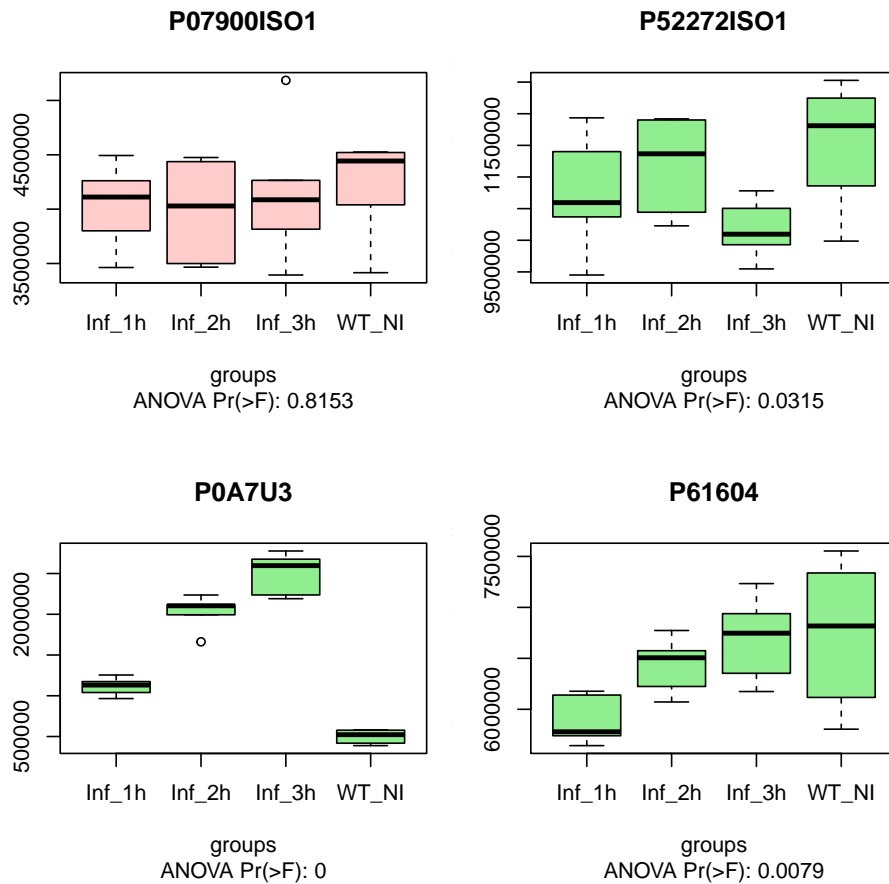 P07900ISO1
3500000
4500000
Inf_1h Inf_2h Inf_3h WT_NI
groups
ANOVA Pr(>F): 0.8153
P52272ISO1
9500000
11500000
Inf_1h Inf_2h Inf_3h WT_NI
groups
ANOVA Pr(>F): 0.0315
P0A7U3
500000
2000000
Inf_1h Inf_2h Inf_3h WT_NI
groups
ANOVA Pr(>F): 0
P61604
6000000
7500000
Inf_1h Inf_2h Inf_3h WT_NI
groups
ANOVA Pr(>F): 0.0079